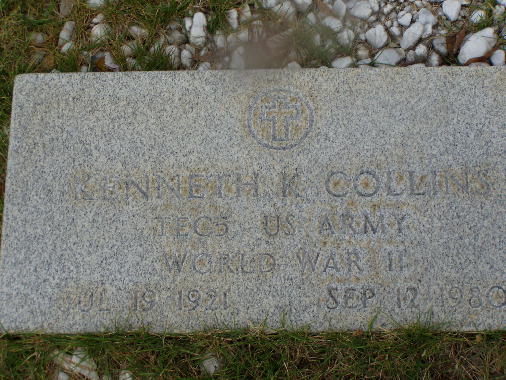 KENNETH K COLLINS
TEC5 US ARMY
WORLD WAR II
JUL 19 1921 SEP 12 1980